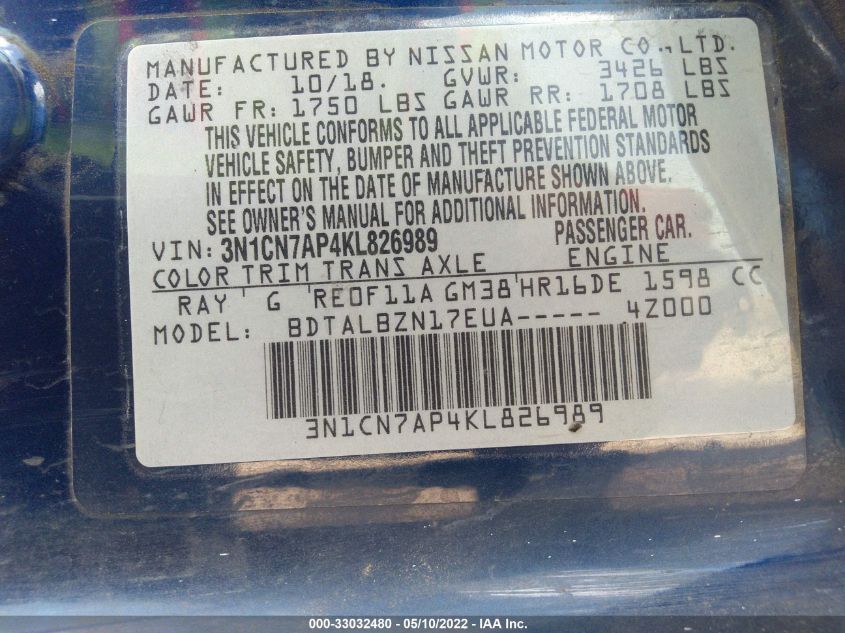 MANUFACTURED BY NISSAN MOTOR CO.,LTD.
DATE: 10/18. GVWR: 3426 LBS
GAWR FR: 1750 LBS GAWR RR: 1708 LBS
THIS VEHICLE CONFORMS TO ALL APPLICABLE FEDERAL MOTOR
VEHICLE SAFETY, BUMPER AND THEFT PREVENTION STANDARDS
IN EFFECT ON THE DATE OF MANUFACTURE SHOWN ABOVE.
SEE OWNER'S MANUAL FOR ADDITIONAL INFORMATION.
VIN: 3N1CN7AP4KL826989 PASSENGER CAR.
COLOR TRIM TRANS AXLE ENGINE
RAY G RE0F11A GM38 HR16DE 1598 CC
MODEL: BDTALBZN17EUA----- 4Z000
3N1CN7AP4KL826989
000-33032480 - 05/10/2022 - IAA Inc.